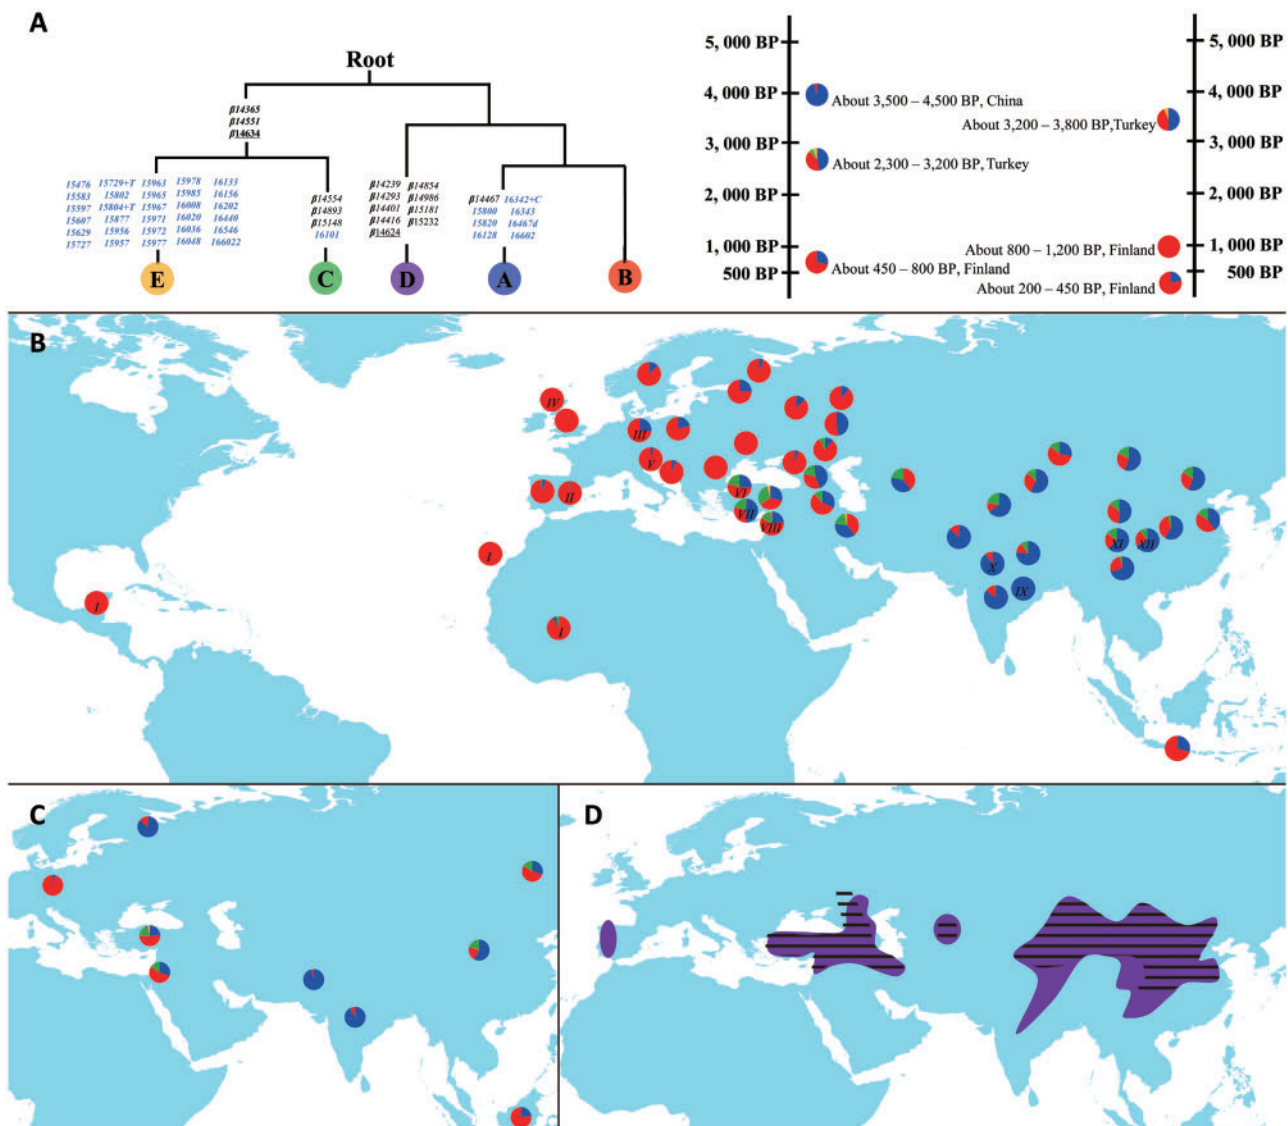 A
Root
β14365
β14551
β14634
15476 15729+T 15963 15978 16133
15583 15802 15965 15985 16156
15597 15804+T 15967 16008 16202
15607 15877 15971 16020 16440
15629 15956 15972 16036 16546
15727 15957 15977 16048 166022
β14554
β14893
β15148
16101
β14239 β14854
β14293 β14986
β14401 β15181
β14416 β15232
β14624
β14467 16342+C
15800 16343
15820 16467d
16128 16602
E C D A B
5, 000 BP
4, 000 BP
3, 000 BP
2, 000 BP
1, 000 BP
500 BP
About 3,500 – 4,500 BP, China
About 2,300 – 3,200 BP, Turkey
About 450 – 800 BP, Finland
5, 000 BP
4, 000 BP
3, 000 BP
2, 000 BP
1, 000 BP
500 BP
About 3,200 – 3,800 BP,Turkey
About 800 – 1,200 BP, Finland
About 200 – 450 BP, Finland
B
IV
III
V
II
VI
VII
VIII
I
I
I
X
IX
XI
XII
C
D